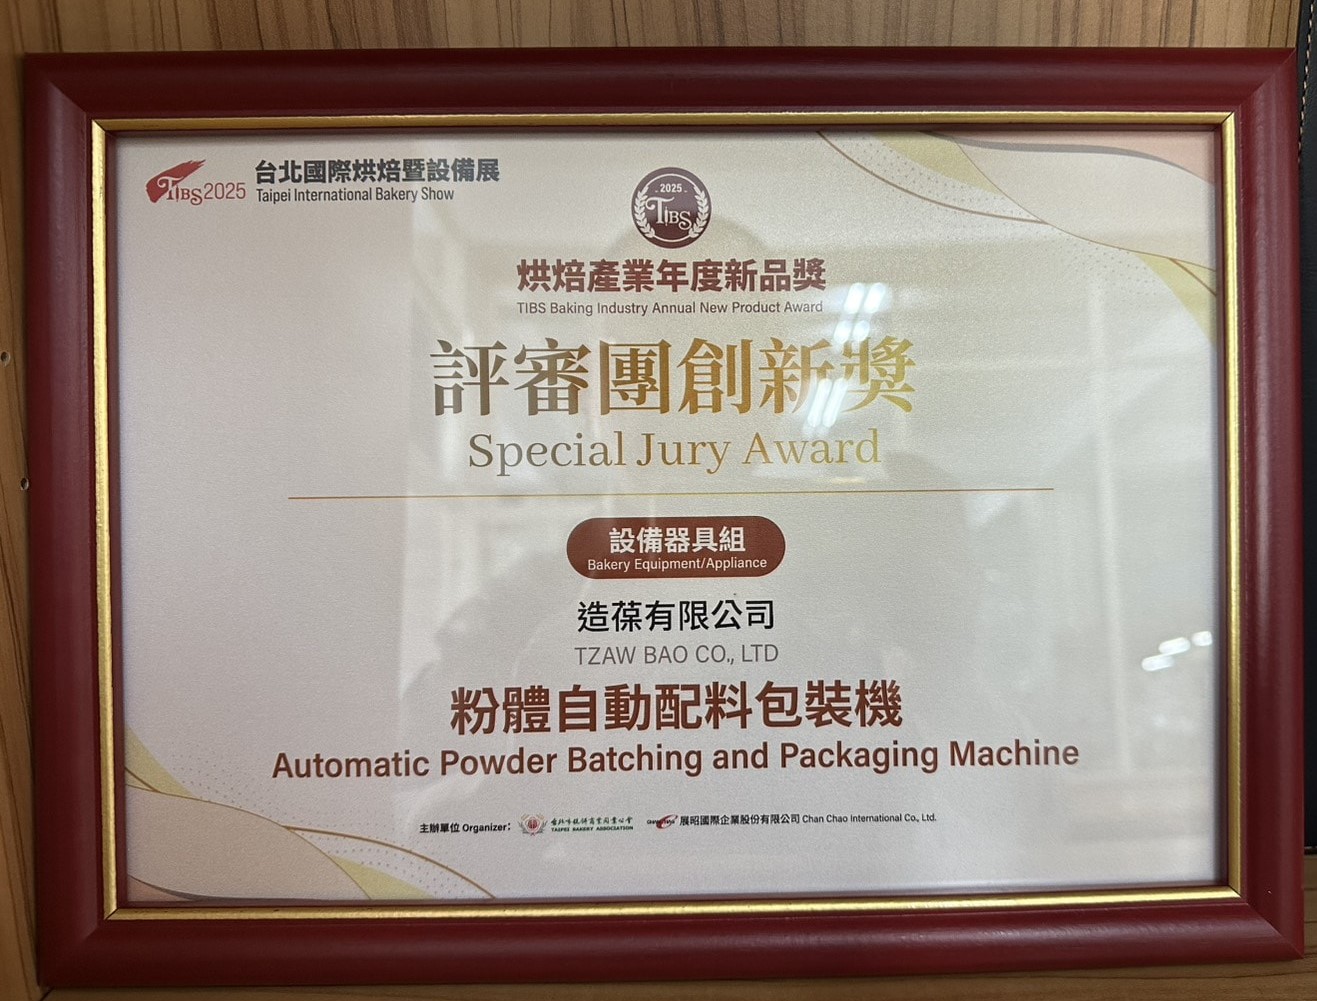 TIBS2025 台北國際烘焙暨設備展
Taipei International Bakery Show
2025
TIBS
烘焙產業年度新品獎
TIBS Baking Industry Annual New Product Award
評審團創新獎
Special Jury Award
設備器具組
Bakery Equipment/Appliance
造葆有限公司
TZAW BAO CO., LTD
粉體自動配料包裝機
Automatic Powder Batching and Packaging Machine
主辦單位 Organizer: TAIPEI BAKERY ASSOCIATION 展昭國際企業股份有限公司 Chan Chao International Co., Ltd.